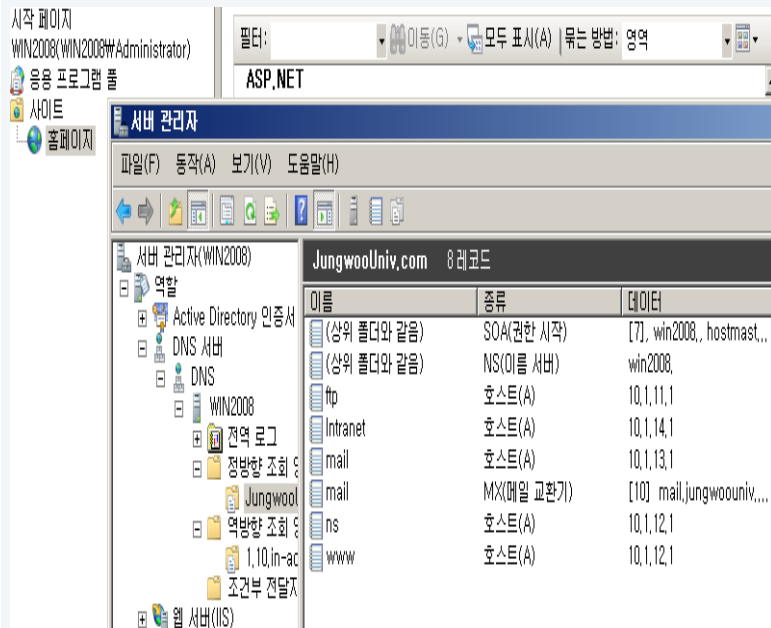 시작 페이지
WIN2008(WIN2008₩Administrator)
응용 프로그램 풀
사이트
홈페이지
필터: 이동(G) 모두 표시(A) 묶는 방법: 영역
ASP.NET
서버 관리자
파일(F) 동작(A) 보기(V) 도움말(H)
서버 관리자(WIN2008)
역할
Active Directory 인증서
DNS 서버
DNS
WIN2008
전역 로그
정방향 조회
Jungwool
역방향 조회
1.10.in-ad
조건부 전달자
웹 서버(IIS)
JungwooUniv.com 8레코드
이름 종류 데이터
(상위 폴더와 같음) SOA(권한 시작) [7], win2008., hostmast...
(상위 폴더와 같음) NS(이름 서버) win2008.
ftp 호스트(A) 10.1.11.1
Intranet 호스트(A) 10.1.14.1
mail 호스트(A) 10.1.13.1
mail MX(메일 교환기) [10] mail.jungwoouniv....
ns 호스트(A) 10.1.12.1
www 호스트(A) 10.1.12.1